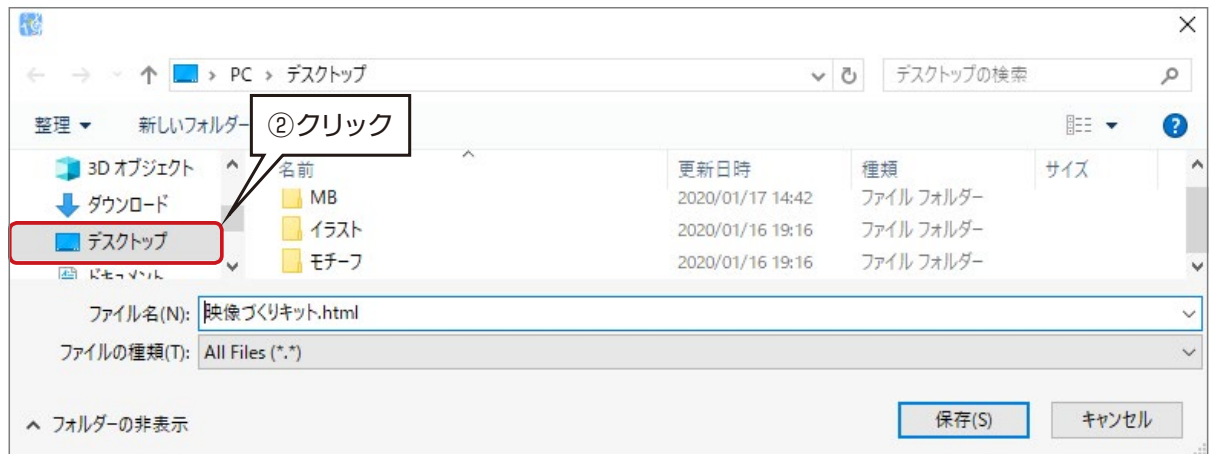 PC › デスクトップ
デスクトップの検索
整理 新しいフォルダー
②クリック
3D オブジェクト
ダウンロード
デスクトップ
ドキュメント
名前 更新日時 種類 サイズ
MB 2020/01/17 14:42 ファイル フォルダー
イラスト 2020/01/16 19:16 ファイル フォルダー
モチーフ 2020/01/16 19:16 ファイル フォルダー
ファイル名(N): 映像づくりキット.html
ファイルの種類(T): All Files (*.*)
フォルダーの非表示
保存(S) キャンセル